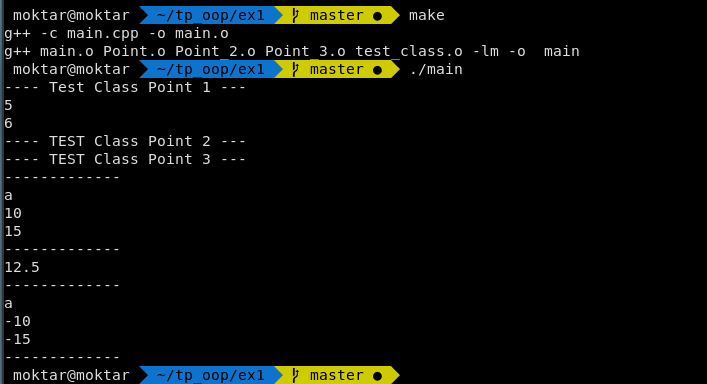 moktar@moktar ~/tp_oop/ex1 master ● make
g++ -c main.cpp -o main.o
g++ main.o Point.o Point_2.o Point_3.o test_class.o -lm -o  main
moktar@moktar ~/tp_oop/ex1 master ● ./main
---- Test Class Point 1 ---
5
6
---- TEST Class Point 2 ---
---- TEST Class Point 3 ---
-------------
a
10
15
-------------
12.5
-------------
a
-10
-15
-------------
moktar@moktar ~/tp_oop/ex1 master ●